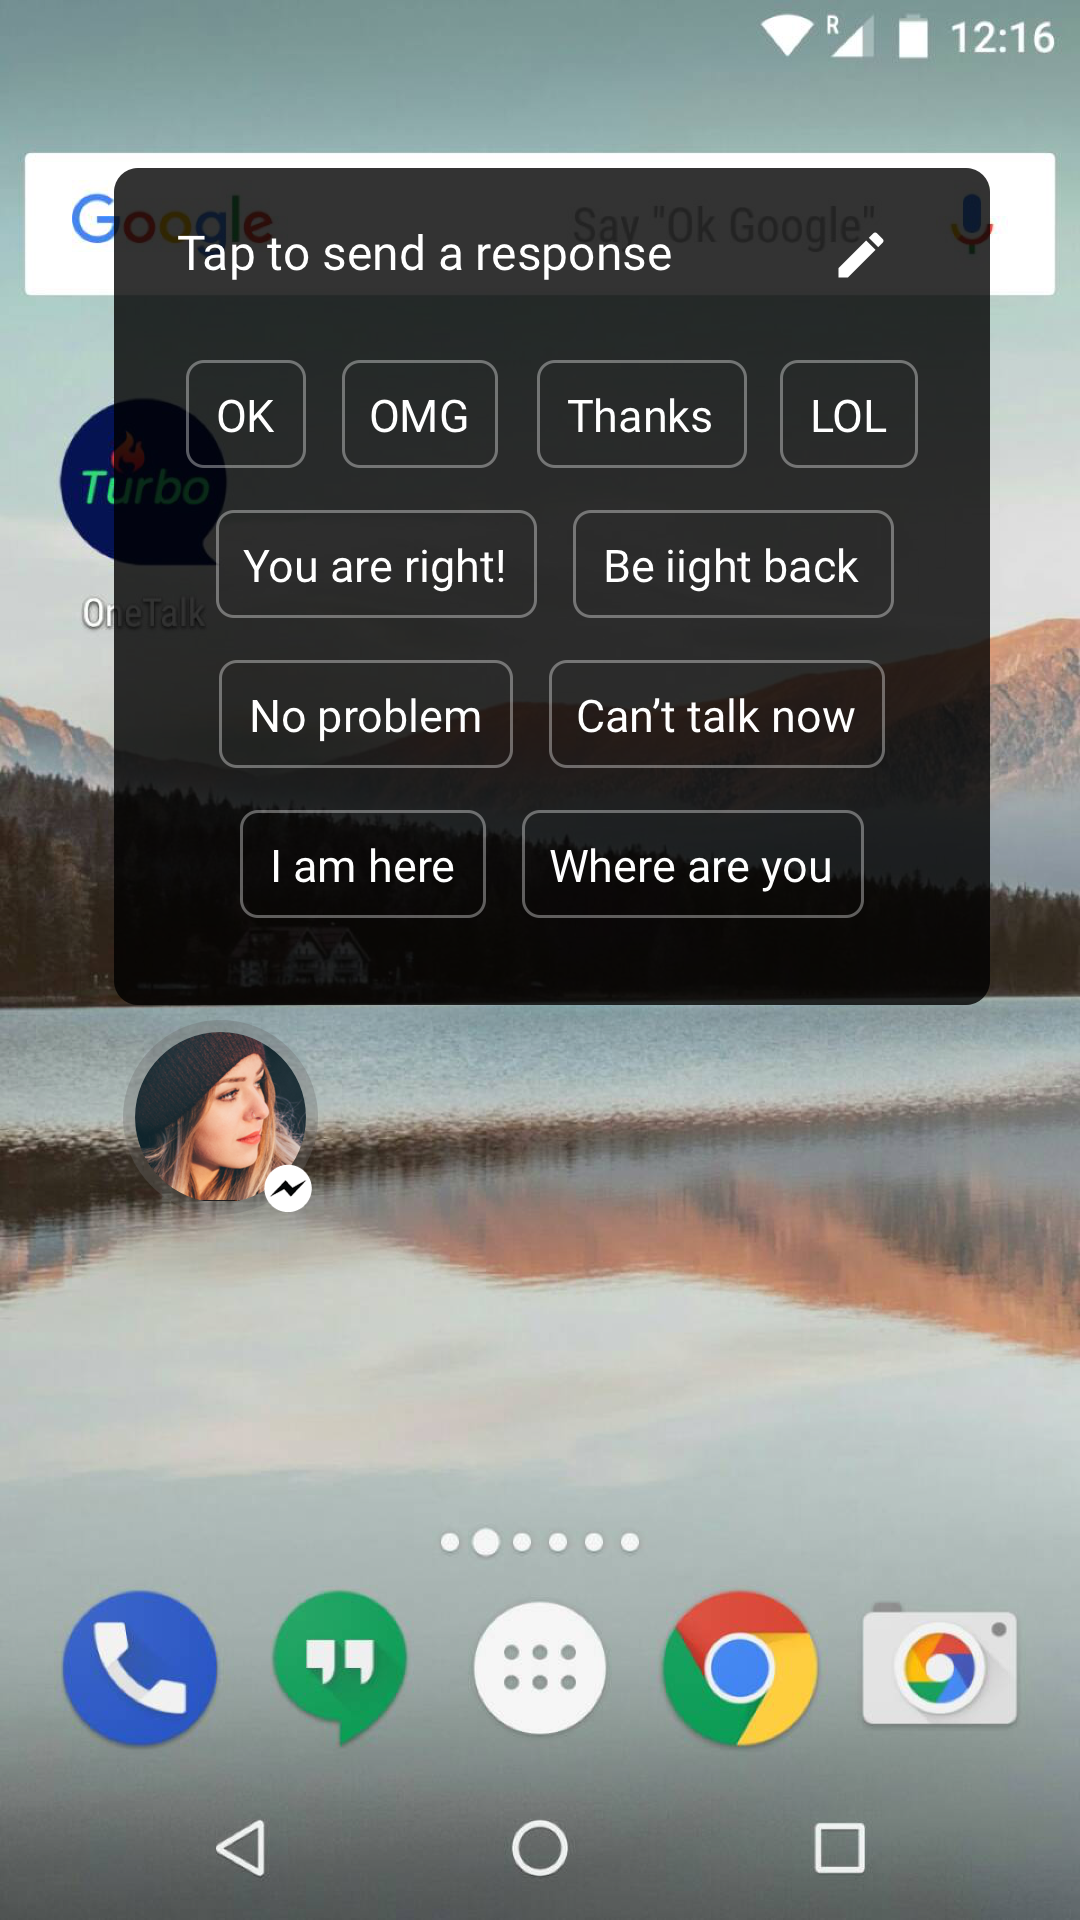 R 12:16
Google Say "Ok Google"
Tap to send a response
OK OMG Thanks LOL
Turbo
You are right! Be iight back
OneTalk
No problem Can’t talk now
I am here Where are you